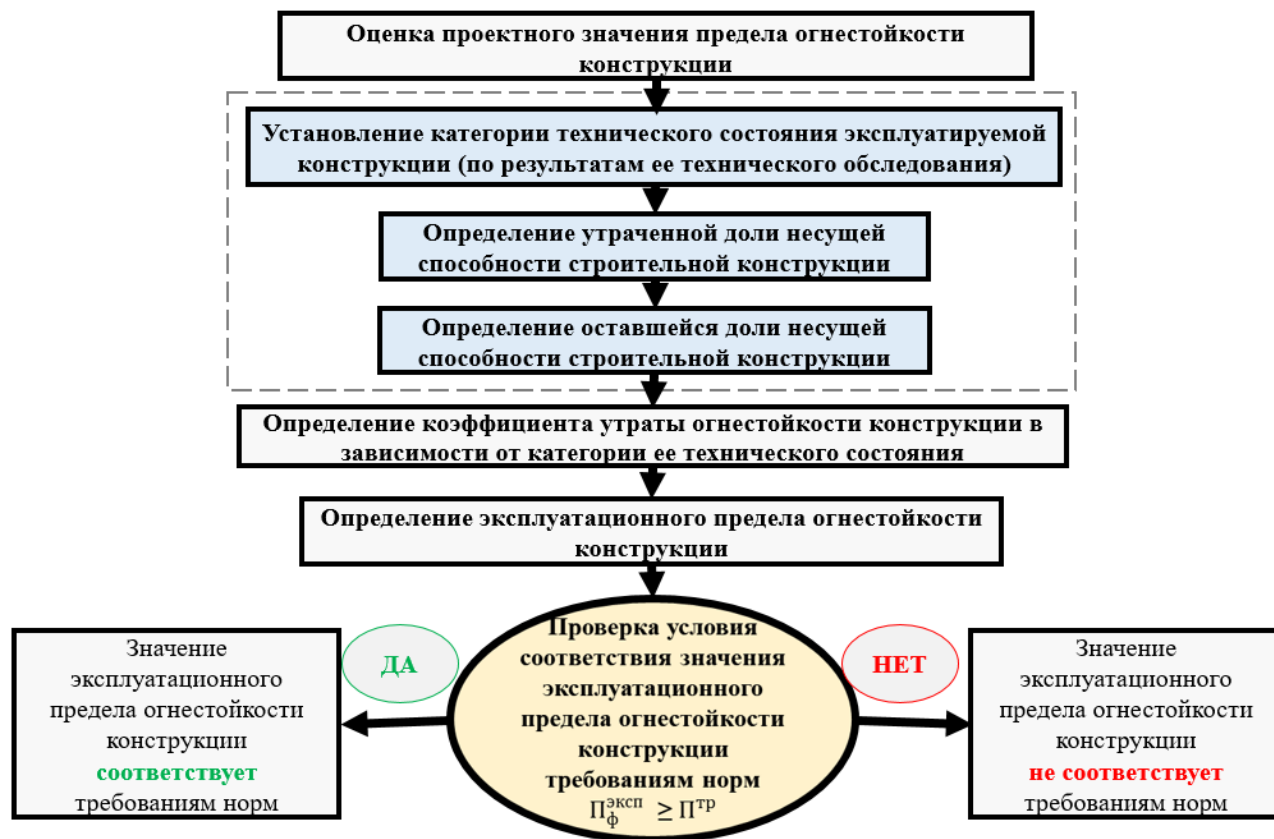 Оценка проектного значения предела огнестойкости
конструкции
Установление категории технического состояния эксплуатируемой
конструкции (по результатам ее технического обследования)
Определение утраченной доли несущей
способности строительной конструкции
Определение оставшейся доли несущей
способности строительной конструкции
Определение коэффициента утраты огнестойкости конструкции в
зависимости от категории ее технического состояния
Определение эксплуатационного предела огнестойкости
конструкции
Проверка условия
соответствия значения
эксплуатационного
предела огнестойкости
конструкции
требованиям норм
П_ф^эксп ≥ П^тр
ДА
Значение
эксплуатационного
предела огнестойкости
конструкции
соответствует
требованиям норм
НЕТ
Значение
эксплуатационного
предела огнестойкости
конструкции
не соответствует
требованиям норм